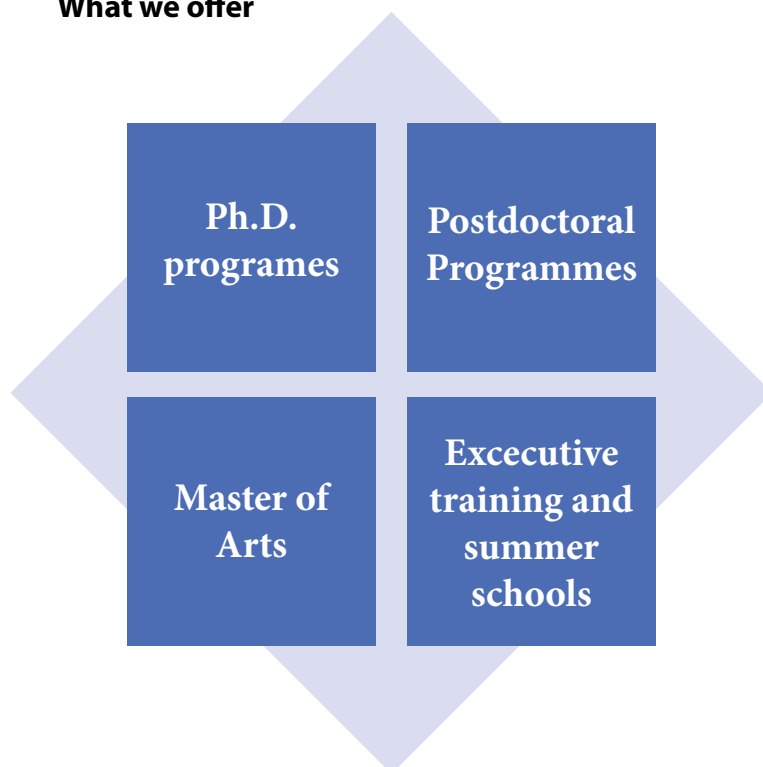 What we offer
Ph.D.
programes
Postdoctoral
Programmes
Master of
Arts
Excecutive
training and
summer
schools